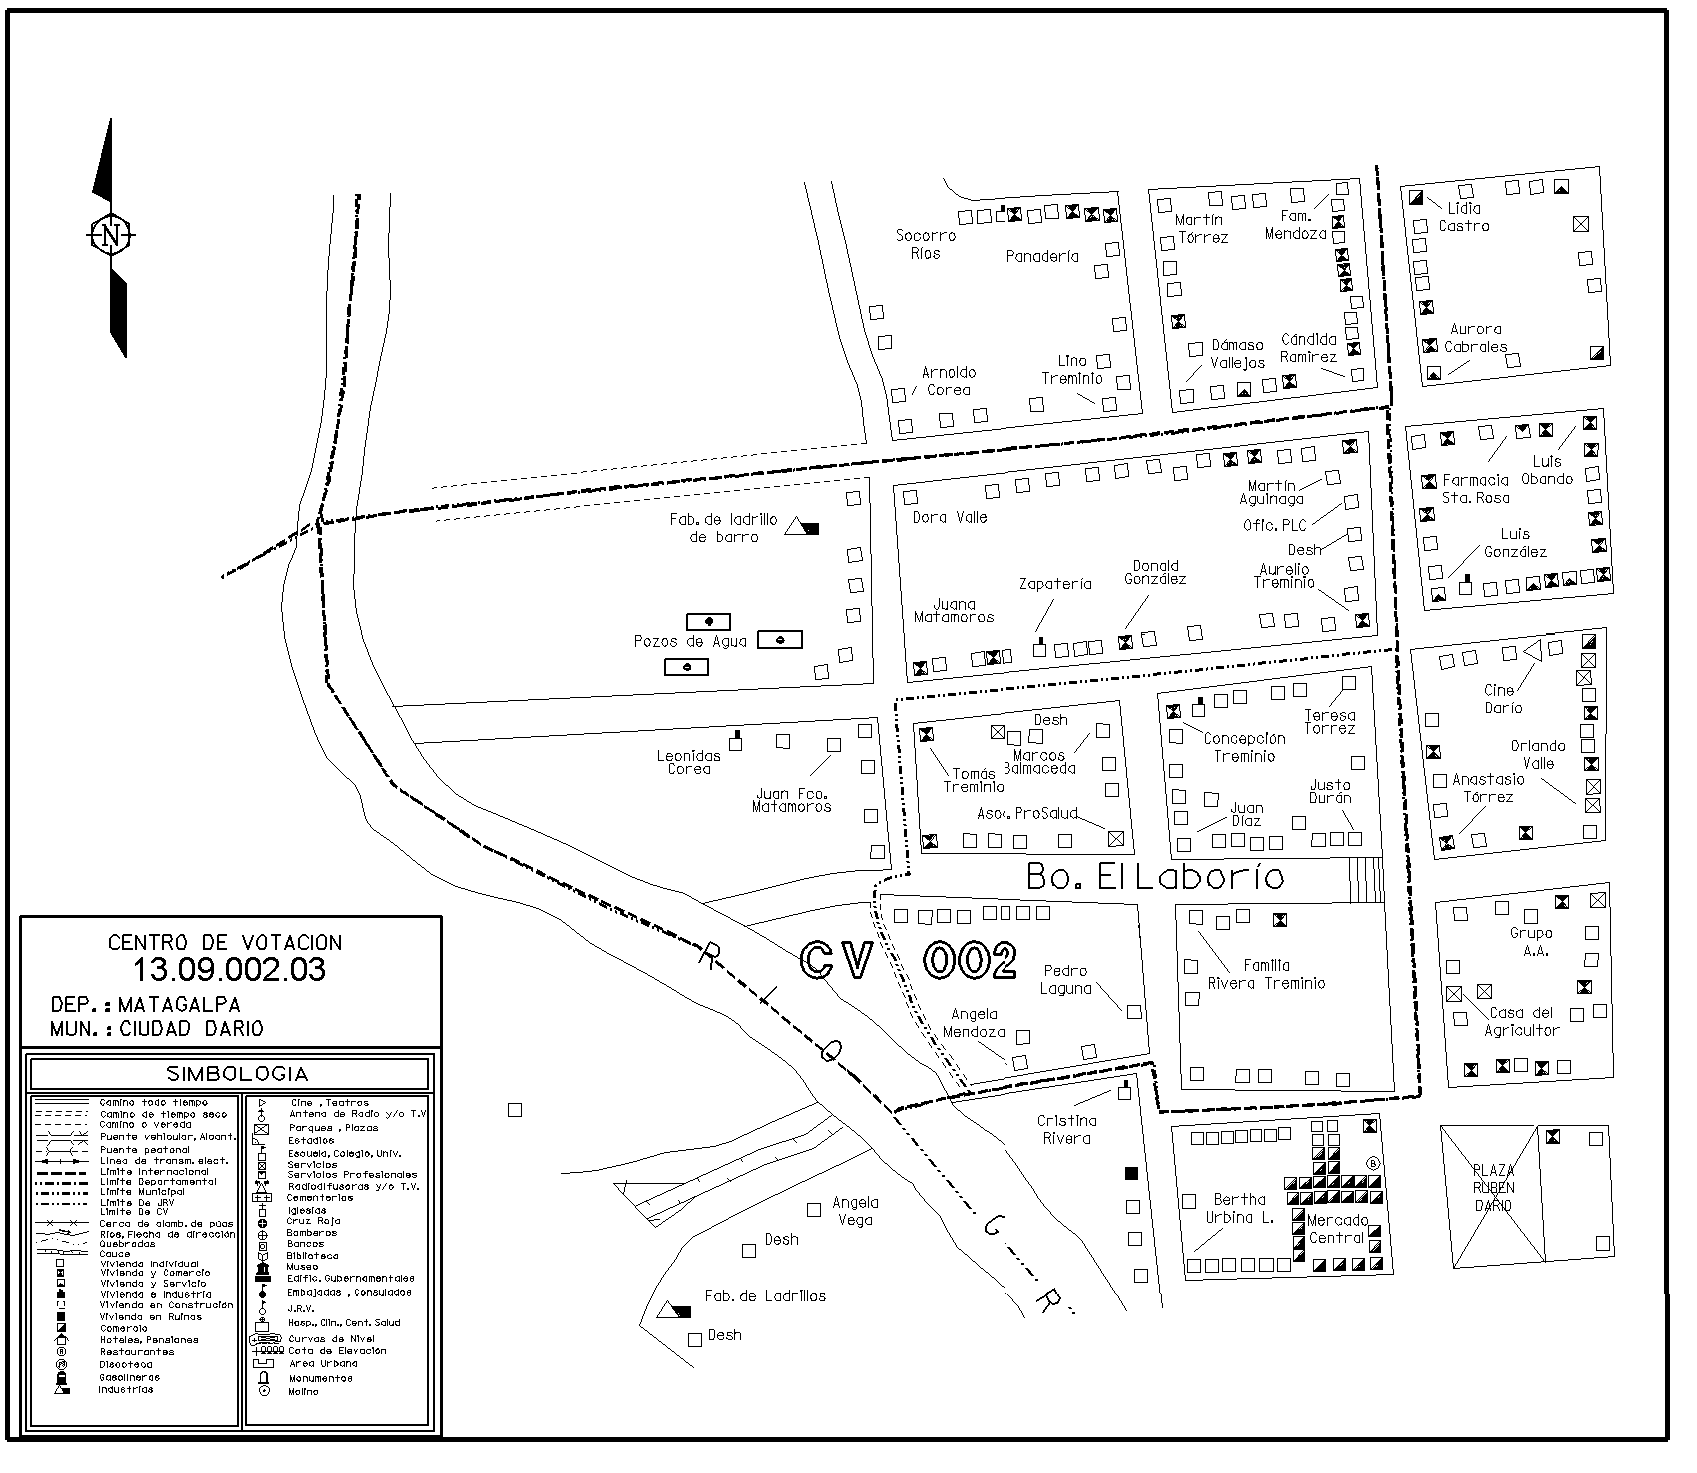 N
Socorro
Ríos
Panadería
Martín
Tórrez
Fam.
Mendoza
Lidia
Castro
Arnoldo
Corea
Lino
Treminio
Dámaso
Vallejos
Cándida
Ramirez
Aurora
Cabrales
Fab. de ladrillo
de barro
Dora Valle
Martín
Aguinaga
Ofic. PLC
Desh
Aurelio
Treminio
Farmacia
Sta. Rosa
Luis
Obando
Luis
González
Zapatería
Donald
González
Juana
Matamoros
Pozos de Agua
Cine
Darío
Leonidas
Corea
Juan Fco.
Matamoros
Desh
Marcos
Balmaceda
Tomás
Treminio
Asoc. ProSalud
Concepción
Treminio
Teresa
Torrez
Juan
Díaz
Justo
Durán
Orlando
Valle
Anastasio
Tórrez
Bo. El Laborío
CV 002
Pedro
Laguna
Angela
Mendoza
Familia
Rivera Treminio
Grupo
A.A.
Casa del
Agricultor
R I O G R
Cristina
Rivera
Bertha
Urbina L.
Mercado
Central
R
PLAZA
RUBEN
DARIO
Angela
Vega
Desh
Fab. de Ladrillos
Desh
CENTRO DE VOTACION
13.09.002.03
DEP.: MATAGALPA
MUN.: CIUDAD DARIO
SIMBOLOGIA
Camino todo tiempo
Camino de tiempo seco
Camino o vereda
Puente vehicular, Alcant.
Puente peatonal
Linea de transm. elect.
Limite Internacional
Limite Departamental
Limite Municipal
Limite De JRV
Limite De CV
Cerca de alamb. de púas
Ríos, Flecha de dirección
Quebradas
Cauce
Vivienda Individual
Vivienda y Comercio
Vivienda y Servicio
Vivienda e Industria
Vivienda en Construcción
Vivienda en Ruinas
Comercio
Hoteles, Pensiones
Restaurantes
Discoteca
Gasolineras
Industrias
Cine , Teatros
Antena de Radio y/o T.V
Parques , Plazas
Estadios
Escuela, Colegio, Univ.
Servicios
Servicios Profesionales
Radiodifusoras y/o T.V.
Cementerios
Iglesias
Cruz Roja
Bomberos
Bancos
Biblioteca
Museo
Edific. Gubernamentales
Embajadas , Consulados
J.R.V.
Hosp., Clin., Cent. Salud
Curvas de Nivel
Cota de Elevación
Area Urbana
Monumentos
Molino